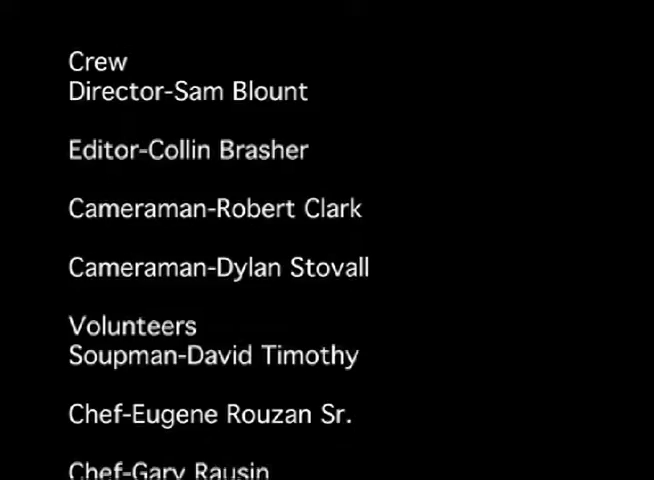 Crew
Director-Sam Blount
Editor-Collin Brasher
Cameraman-Robert Clark
Cameraman-Dylan Stovall
Volunteers
Soupman-David Timothy
Chef-Eugene Rouzan Sr.
Chef-Gary Rausin